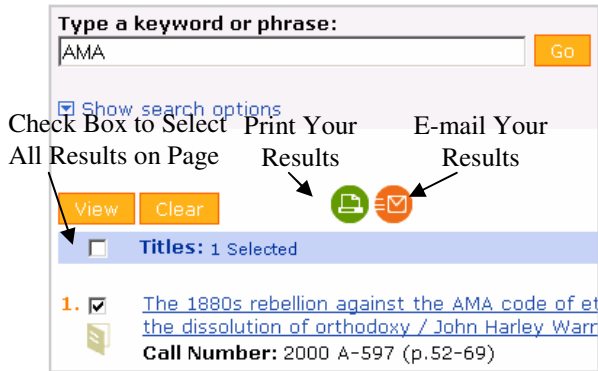 Type a keyword or phrase:
AMA
Go
Show search options
Check Box to Select
All Results on Page
Print Your
Results
E-mail Your
Results
View Clear
Titles: 1 Selected
1. The 1880s rebellion against the AMA code of et
the dissolution of orthodoxy / John Harley Warr
Call Number: 2000 A-597 (p.52-69)